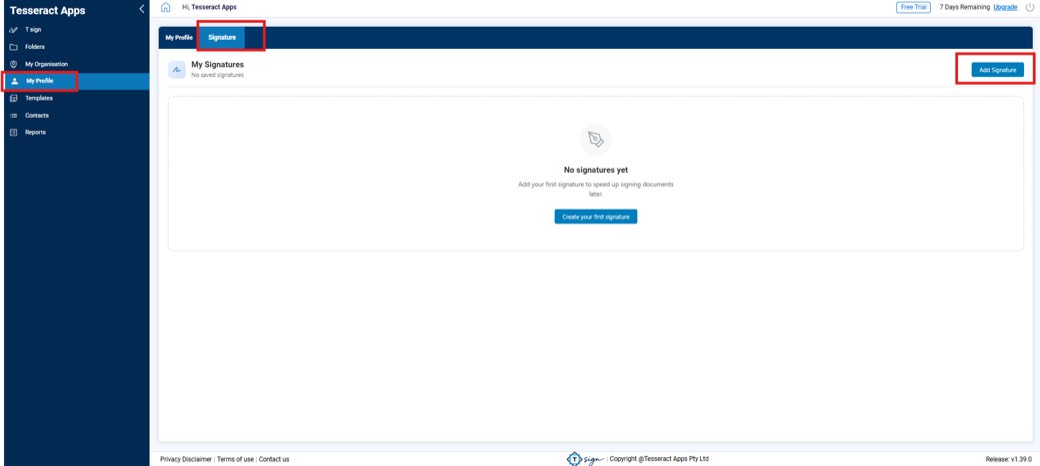 Tesseract Apps
T sign
Folders
My Organisation
My Profile
Templates
Contacts
Reports
Hi, Tesseract Apps
Free Trial
7 Days Remaining Upgrade
My Profile
Signature
My Signatures
No saved signatures
Add Signature
No signatures yet
Add your first signature to speed up signing documents
later.
Create your first signature
Privacy Disclaimer | Terms of use | Contact us
T sign | Copyright @Tesseract Apps Pty Ltd
Release: v1.39.0